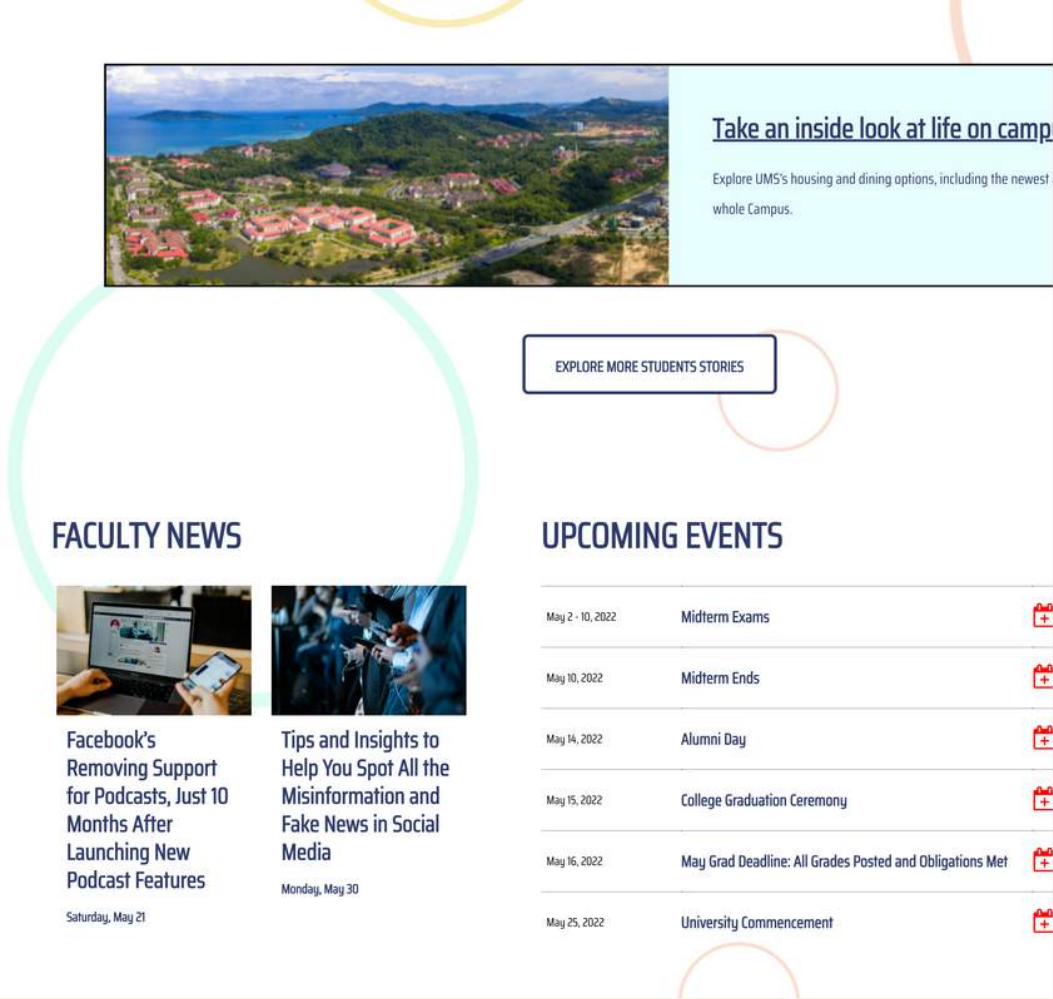 Take an inside look at life on camp
Explore UMS's housing and dining options, including the newest
whole Campus.
EXPLORE MORE STUDENTS STORIES
FACULTY NEWS
Facebook's
Removing Support
for Podcasts, Just 10
Months After
Launching New
Podcast Features
Saturday, May 21
Tips and Insights to
Help You Spot All the
Misinformation and
Fake News in Social
Media
Monday, May 30
UPCOMING EVENTS
May 2 - 10, 2022 Midterm Exams
May 10, 2022 Midterm Ends
May 14, 2022 Alumni Day
May 15, 2022 College Graduation Ceremony
May 16, 2022 May Grad Deadline: All Grades Posted and Obligations Met
May 25, 2022 University Commencement